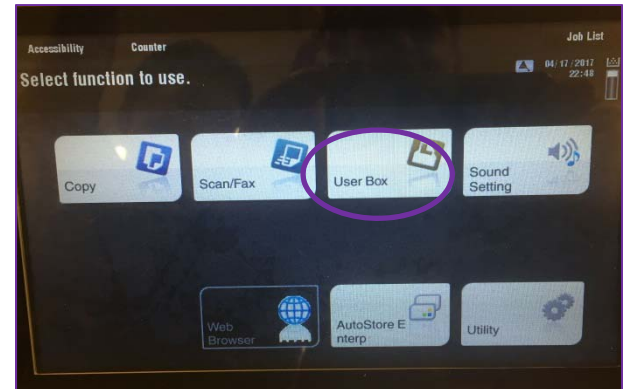 Accessibility Counter Job List
Select function to use.
04/17/2017
22:48
Copy
Scan/Fax
User Box
Sound
Setting
Web
Browser
AutoStore E
nterp
Utility